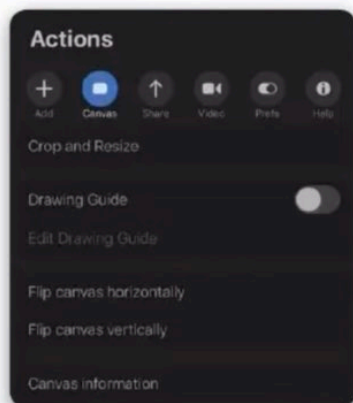 Actions
Add Canvas Share Video Prefs Help
Crop and Resize
Drawing Guide
Edit Drawing Guide
Flip canvas horizontally
Flip canvas vertically
Canvas information